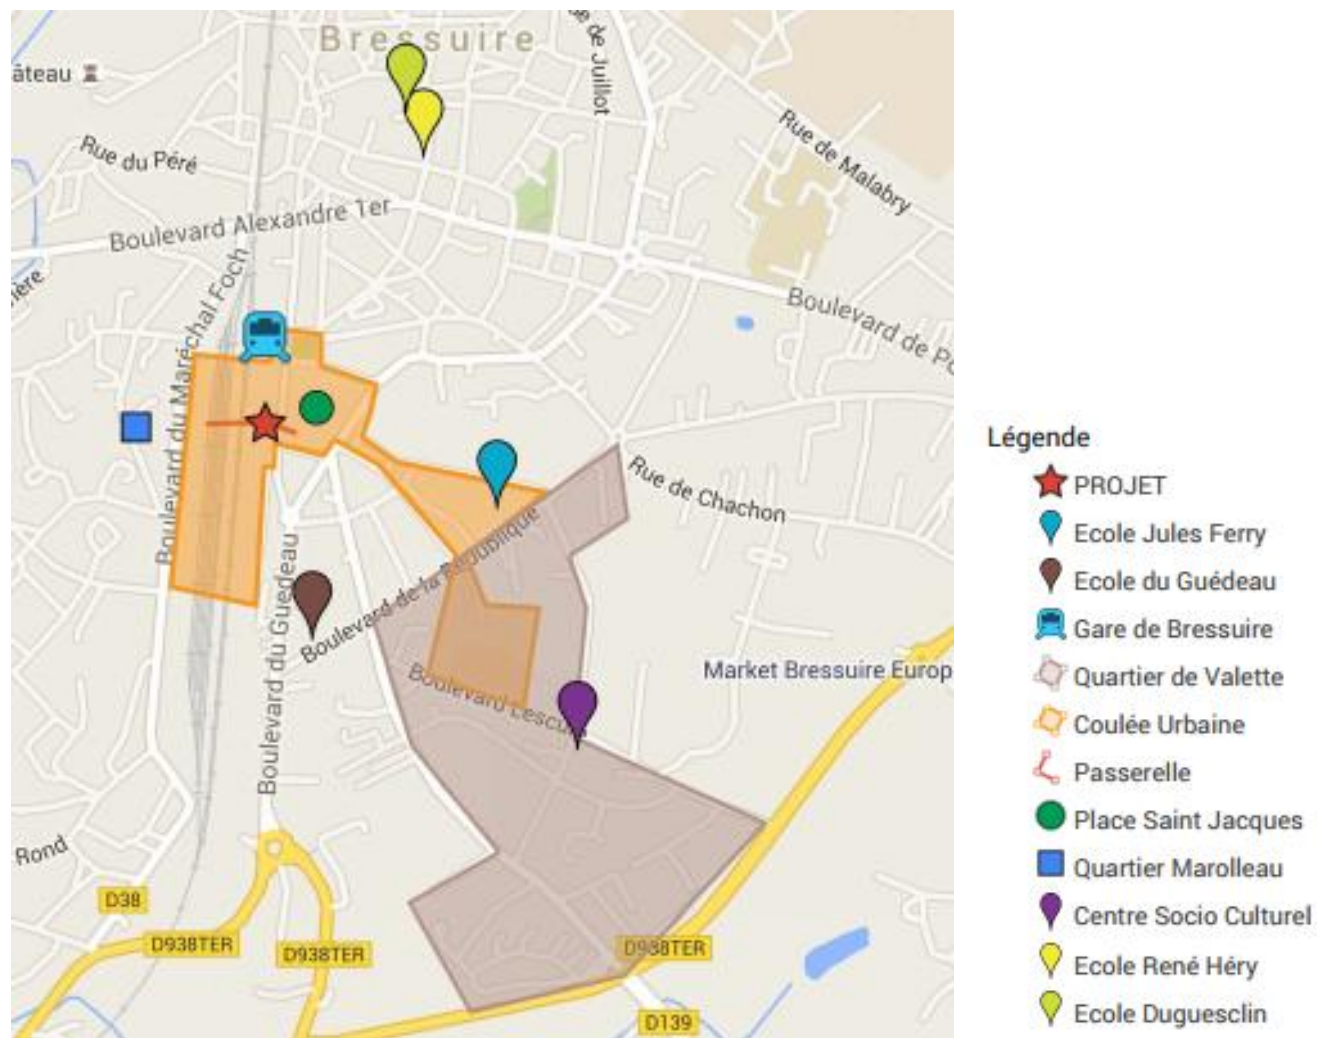 Bressuire
âteau
e de Juillot
Rue de Malabry
Rue du Péré
Boulevard Alexandre 1er
ière
Boulevard du Maréchal Foch
Boulevard de Po
Rue de Chachon
Boulevard de la République
Boulevard du Guédeau
Market Bressuire Europ
Boulevard Lescu
Rond
D38
D938TER
D938TER
D938TER
D139
Légende
PROJET
Ecole Jules Ferry
Ecole du Guédeau
Gare de Bressuire
Quartier de Valette
Coulée Urbaine
Passerelle
Place Saint Jacques
Quartier Marolleau
Centre Socio Culturel
Ecole René Héry
Ecole Duguesclin